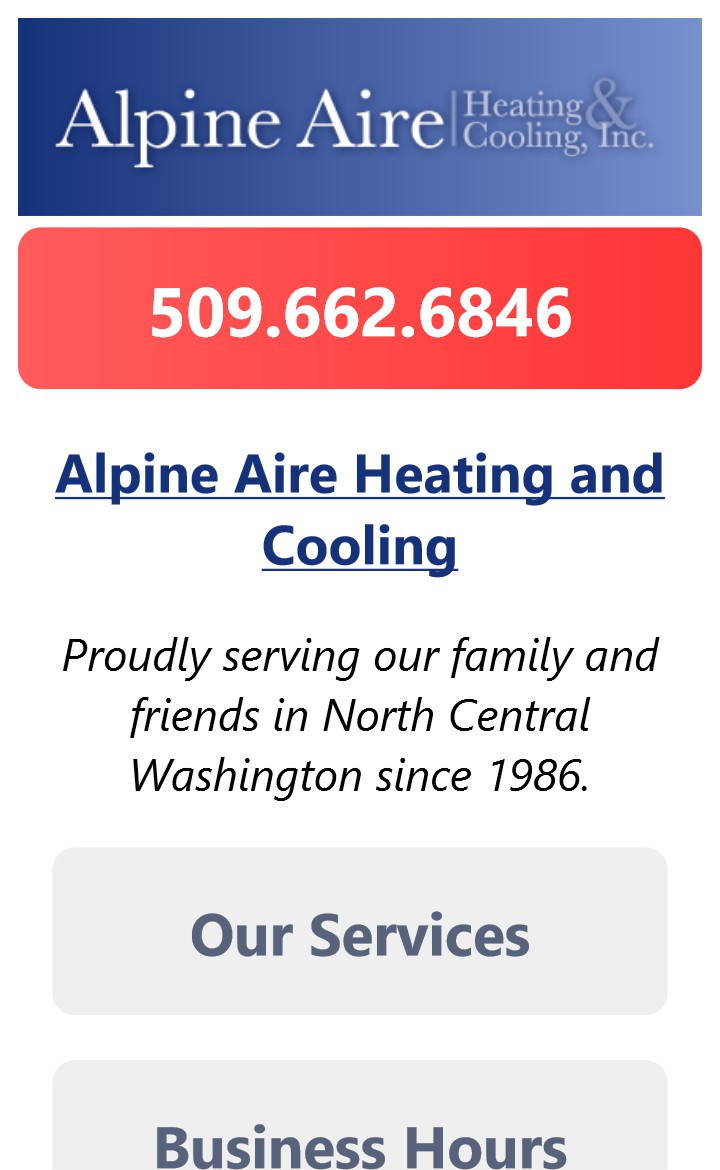 Alpine Aire
Heating &
Cooling, Inc.
509.662.6846
Alpine Aire Heating and
Cooling
Proudly serving our family and
friends in North Central
Washington since 1986.
Our Services
Business Hours